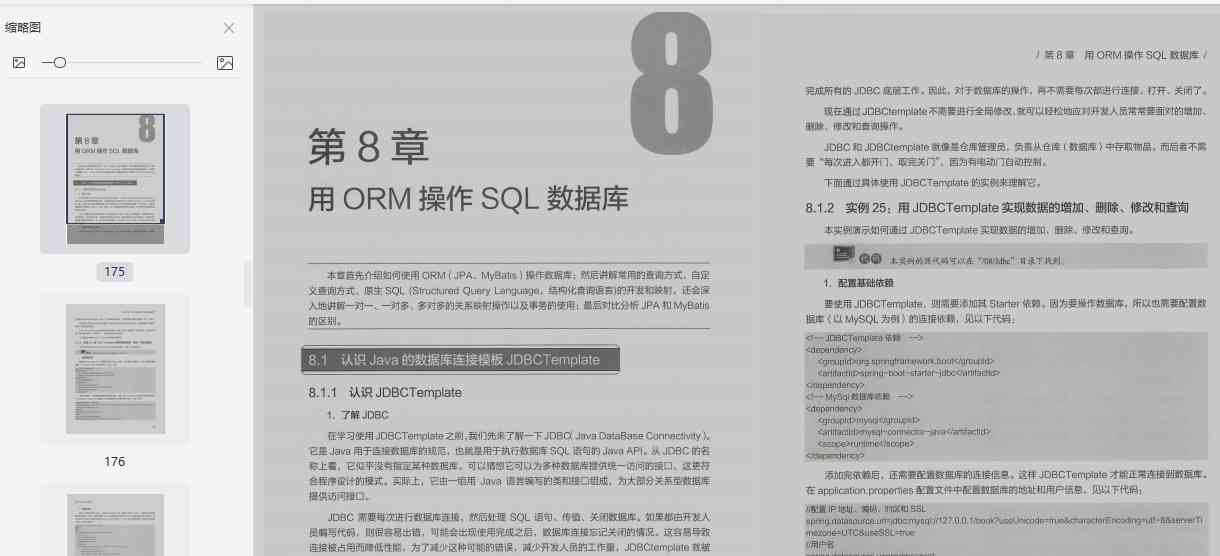 缩略图
175
176
8
第 8 章
用 ORM 操作 SQL 数据库
本章首先介绍如何使用 ORM（JPA、MyBatis）操作数据库；然后讲解常用的查询方式、自定
义查询方式、原生 SQL (Structured Query Language，结构化查询语言)的开发和映射，还会深
入地讲解一对一、一对多、多对多的关系映射操作以及事务的使用；最后对比分析 JPA 和 MyBatis
的区别。
8.1 认识 Java 的数据库连接模板 JDBCTemplate
8.1.1 认识 JDBCTemplate
1. 了解 JDBC
在学习使用 JDBCTemplate 之前，我们先来了解一下 JDBC( Java DataBase Connectivity )。
它是 Java 用于连接数据库的规范，也就是用于执行数据库 SQL 语句的 Java API。从 JDBC 的名
称上看，它似乎没有指定某种数据库。可以猜想它可以为多种数据库提供统一访问的接口，这更符
合程序设计的模式。实际上，它由一组用 Java 语言编写的类和接口组成，为大部分关系型数据库
提供访问接口。
JDBC 需要每次进行数据库连接，然后处理 SQL 语句、传值、关闭数据库。如果都由开发人
员编写代码，则很容易出错，可能会出现使用完成之后，数据库连接忘记关闭的情况。这容易导致
连接被占用而降低性能，为了减少这种可能的错误，减少开发人员的工作量，JDBCtemplate 就被
/ 第 8 章 用 ORM 操作 SQL 数据库 /
完成所有的 JDBC 底层工作。因此，对于数据库的操作，再不需要每次都进行连接、打开、关闭了。
现在通过 JDBCtemplate 不需要进行全局修改,就可以轻松地应对开发人员常常要面对的增加、
删除、修改和查询操作。
JDBC 和 JDBCtemplate 就像是仓库管理员，负责从仓库（数据库）中存取物品。而后者不需
要“每次进入都开门、取完关门”，因为有电动门自动控制。
下面通过具体使用 JDBCTemplate 的实例来理解它。
8.1.2 实例 25：用 JDBCTemplate 实现数据的增加、删除、修改和查询
本实例演示如何通过 JDBCTemplate 实现数据的增加、删除、修改和查询。
代码 本实例的源代码可以在“/08/Jdbc”目录下找到。
1. 配置基础依赖
要使用 JDBCTemplate，则需要添加其 Starter 依赖。因为要操作数据库，所以也需要配置数
据库（以 MySQL 为例）的连接依赖，见以下代码：
<!-- JDBCTemplate 依赖 -->
<dependency>
<groupId>org.springframework.boot</groupId>
<artifactId>spring-boot-starter-jdbc</artifactId>
</dependency>
<!-- MySql 数据库依赖 -->
<dependency>
<groupId>mysql</groupId>
<artifactId>mysql-connector-java</artifactId>
<scope>runtime</scope>
</dependency>
添加完依赖后，还需要配置数据库的连接信息。这样 JDBCTemplate 才能正常连接到数据库。
在 application.properties 配置文件中配置数据库的地址和用户信息，见以下代码：
//配置 IP 地址、编码、时区和 SSL
spring.datasource.url=jdbc:mysql://127.0.0.1/book?useUnicode=true&characterEncoding=utf-8&serverTi
mezone=UTC&useSSL=true
//用户名